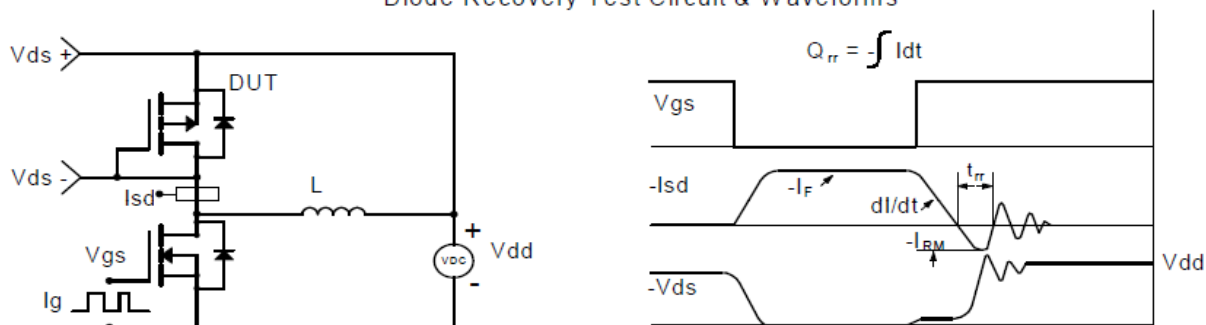 Diode Recovery Test Circuit & Waveforms
Vds +
DUT
Vds -
Isd
L
Vgs
Ig
+
VDC
-
Vdd
Q rr = - ∫ Idt
Vgs
-Isd
-I F
dI/dt
t rr
-I RM
Vdd
-Vds